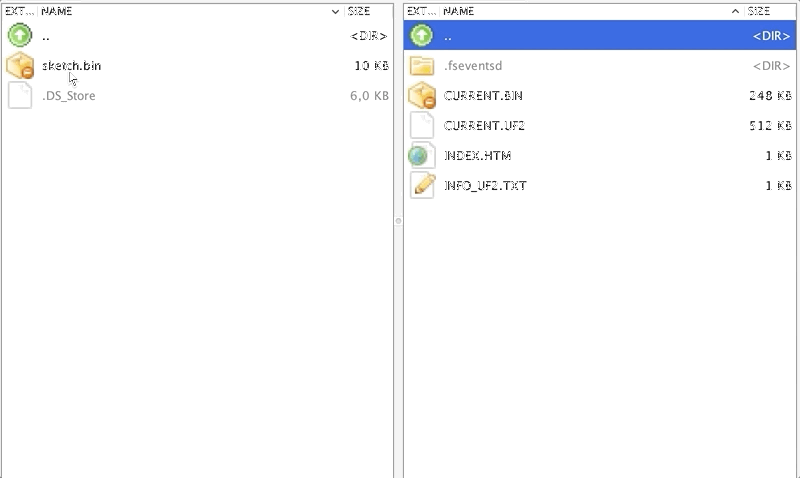 EXT... NAME SIZE
.. <DIR>
sketch.bin 10 KB
.DS_Store 6,0 KB
EXT... NAME SIZE
.. <DIR>
.fseventsd <DIR>
CURRENT.BIN 248 KB
CURRENT.UF2 512 KB
INDEX.HTM 1 KB
INFO_UF2.TXT 1 KB